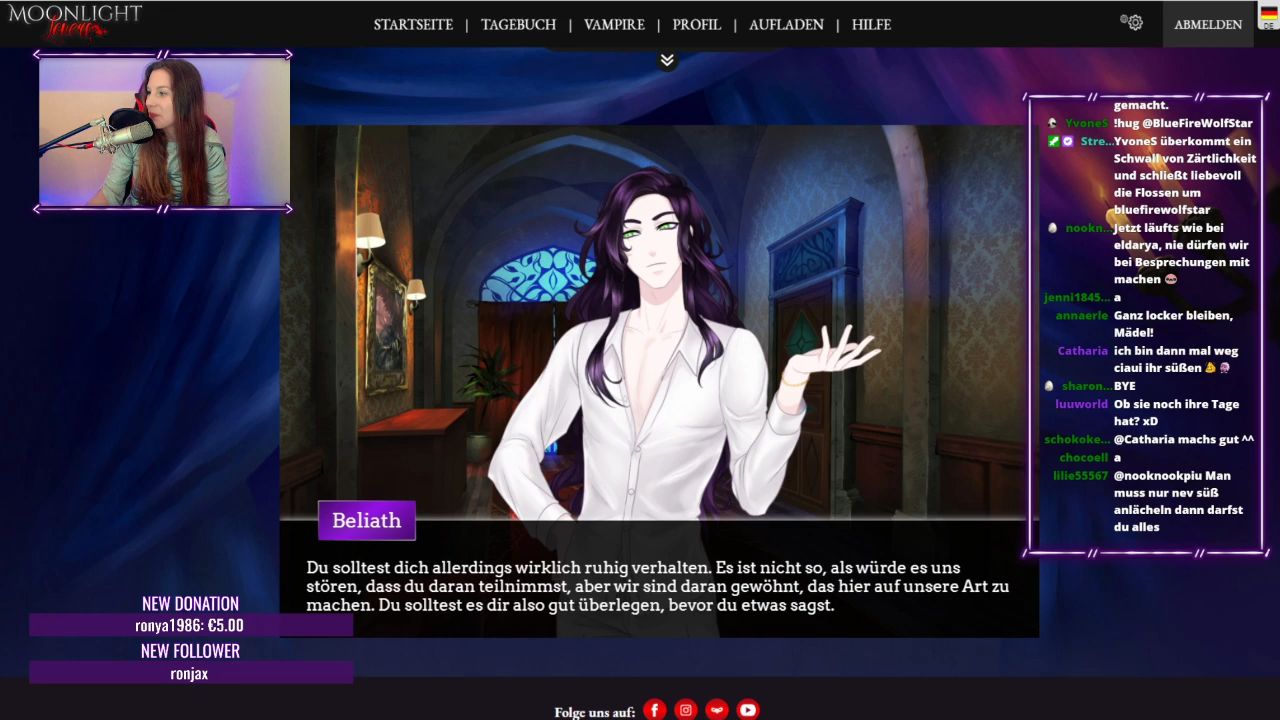 MOONLIGHT
Lovers
STARTSEITE | TAGEBUCH | VAMPIRE | PROFIL | AUFLADEN | HILFE
ABMELDEN
DE
gemacht.
YvoneS !hug @BlueFireWolfStar
Stre... YvoneS überkommt ein
Schwall von Zärtlichkeit
und schließt liebevoll
die Flossen um
bluefirewolfstar
nookn... Jetzt läufts wie bei
eldarya, nie dürfen wir
bei Besprechungen mit
machen
jenni1845... a
annaerle Ganz locker bleiben,
Mädel!
Catharia ich bin dann mal weg
ciaui ihr süßen
sharon... BYE
luuworld Ob sie noch ihre Tage
hat? xD
schokoke... @Catharia machs gut ^^
chocoell a
lilie55567 @nooknookpiu Man
muss nur nev süß
anlächeln dann darfst
du alles
Beliath
Du solltest dich allerdings wirklich ruhig verhalten. Es ist nicht so, als würde es uns
stören, dass du daran teilnimmst, aber wir sind daran gewöhnt, das hier auf unsere Art zu
machen. Du solltest es dir also gut überlegen, bevor du etwas sagst.
NEW DONATION
ronya1986: €5.00
NEW FOLLOWER
ronjax
Folge uns auf: